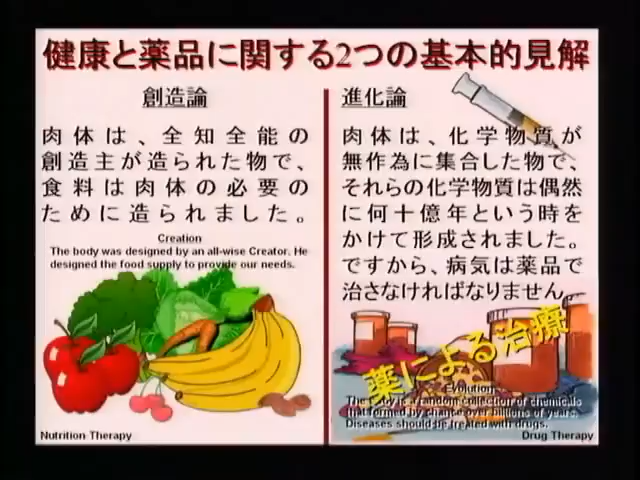 健康と薬品に関する2つの基本的見解
創造論
肉体は、全知全能の
創造主が造られた物で、
食料は肉体の必要の
ために造られました。
Creation
The body was designed by an all-wise Creator. He
designed the food supply to provide our needs.
Nutrition Therapy
進化論
肉体は、化学物質が
無作為に集合した物で、
それらの化学物質は偶然
に何十億年という時を
かけて形成されました。
ですから、病気は薬品で
治さなければなりません。
薬による治療
Evolution
The body is a random collection of chemicals
that formed by chance over billions of years.
Diseases should be treated with drugs.
Drug Therapy